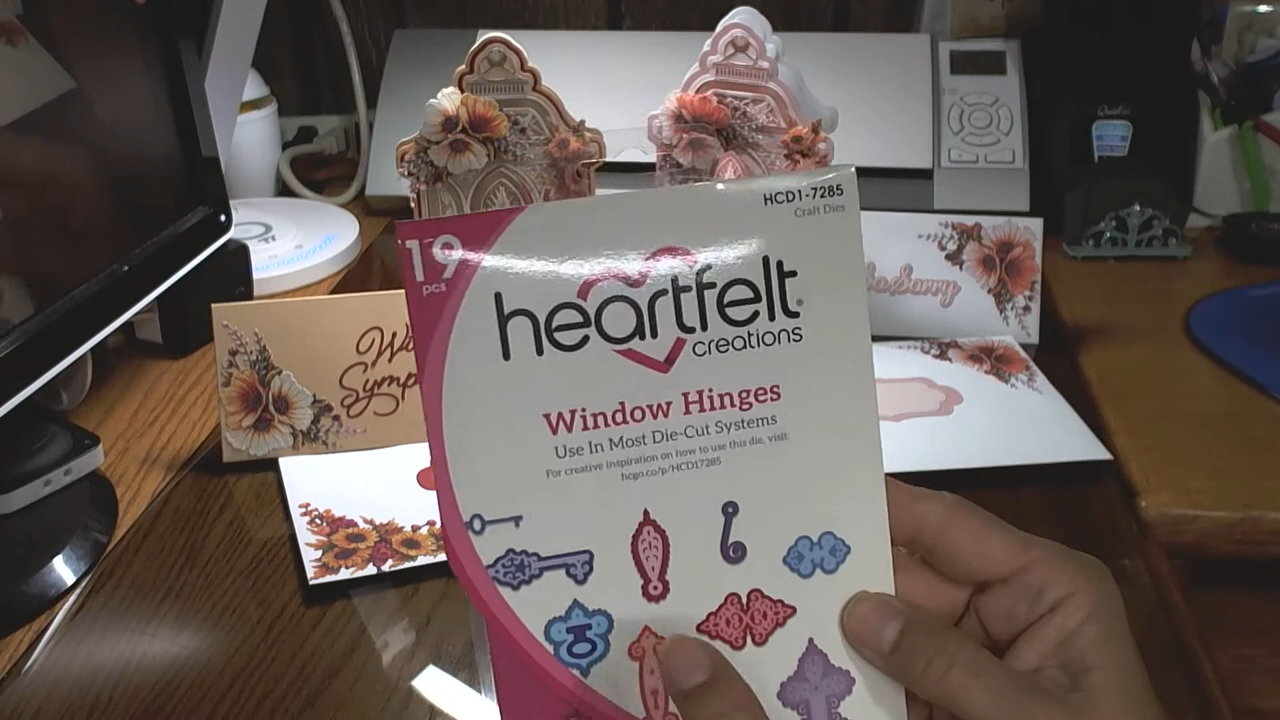 HCD1-7285
Craft Dies
19
pcs
heartfelt
creations
Window Hinges
Use In Most Die-Cut Systems
For creative inspiration on how to use this die, visit:
hcgo.co/p/HCD17285
Sorry